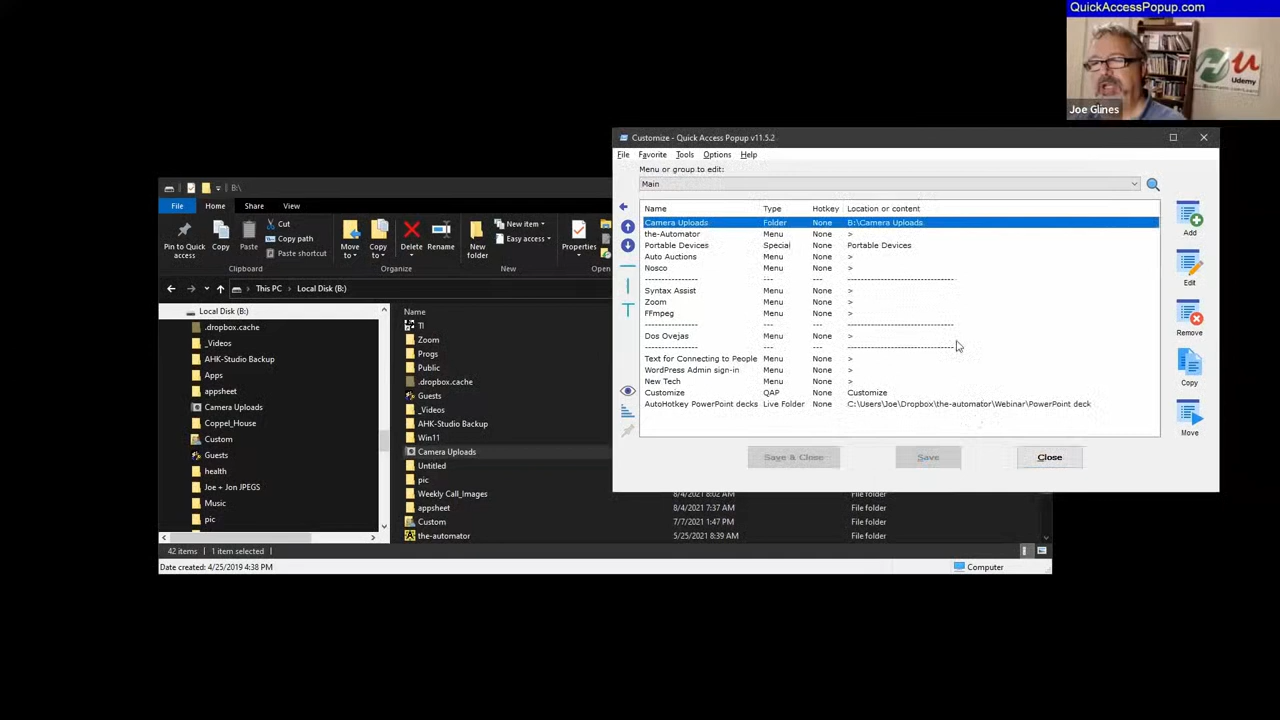 QuickAccessPopup.com
Udemy
Joe Glines
Customize - Quick Access Popup v11.5.2
File Favorite Tools Options Help
Menu or group to edit:
Main
Name Type Hotkey Location or content
Camera Uploads Folder None B:\Camera Uploads
the-Automator Menu None >
Portable Devices Special None Portable Devices
Auto Auctions Menu None >
Nosco Menu None >
---------------- --- --- ------------------------------
Syntax Assist Menu None >
Zoom Menu None >
FFmpeg Menu None >
---------------- --- --- ------------------------------
Dos Ovejas Menu None >
---------------- --- --- ------------------------------
Text for Connecting to People Menu None >
WordPress Admin sign-in Menu None >
New Tech Menu None >
Customize QAP None Customize
AutoHotkey PowerPoint decks Live Folder None C:\Users\Joe\Dropbox\the-automator\Webinar\PowerPoint deck
Add
Edit
Remove
Copy
Move
Save & Close Save Close
B:\
File Home Share View
Pin to Quick access
Copy
Paste
Cut
Copy path
Paste shortcut
Clipboard
Move to
Copy to
Delete
Rename
Organize
New folder
New item
Easy access
New
Properties
This PC > Local Disk (B:)
Local Disk (B:)
.dropbox.cache
_Videos
AHK-Studio Backup
Apps
appsheet
Camera Uploads
Coppel_House
Custom
Guests
health
Joe + Jon JPEGS
Music
pic
Name
TI
Zoom
Progs
Public
.dropbox.cache
Guests
_Videos
AHK-Studio Backup
Win11
Camera Uploads
Untitled
pic
Weekly Call_Images 8/4/2021 8:02 AM File folder
appsheet 8/4/2021 7:37 AM File folder
Custom 7/7/2021 1:47 PM File folder
the-automator 5/25/2021 8:39 AM File folder
42 items 1 item selected
Date created: 4/25/2019 4:38 PM Computer